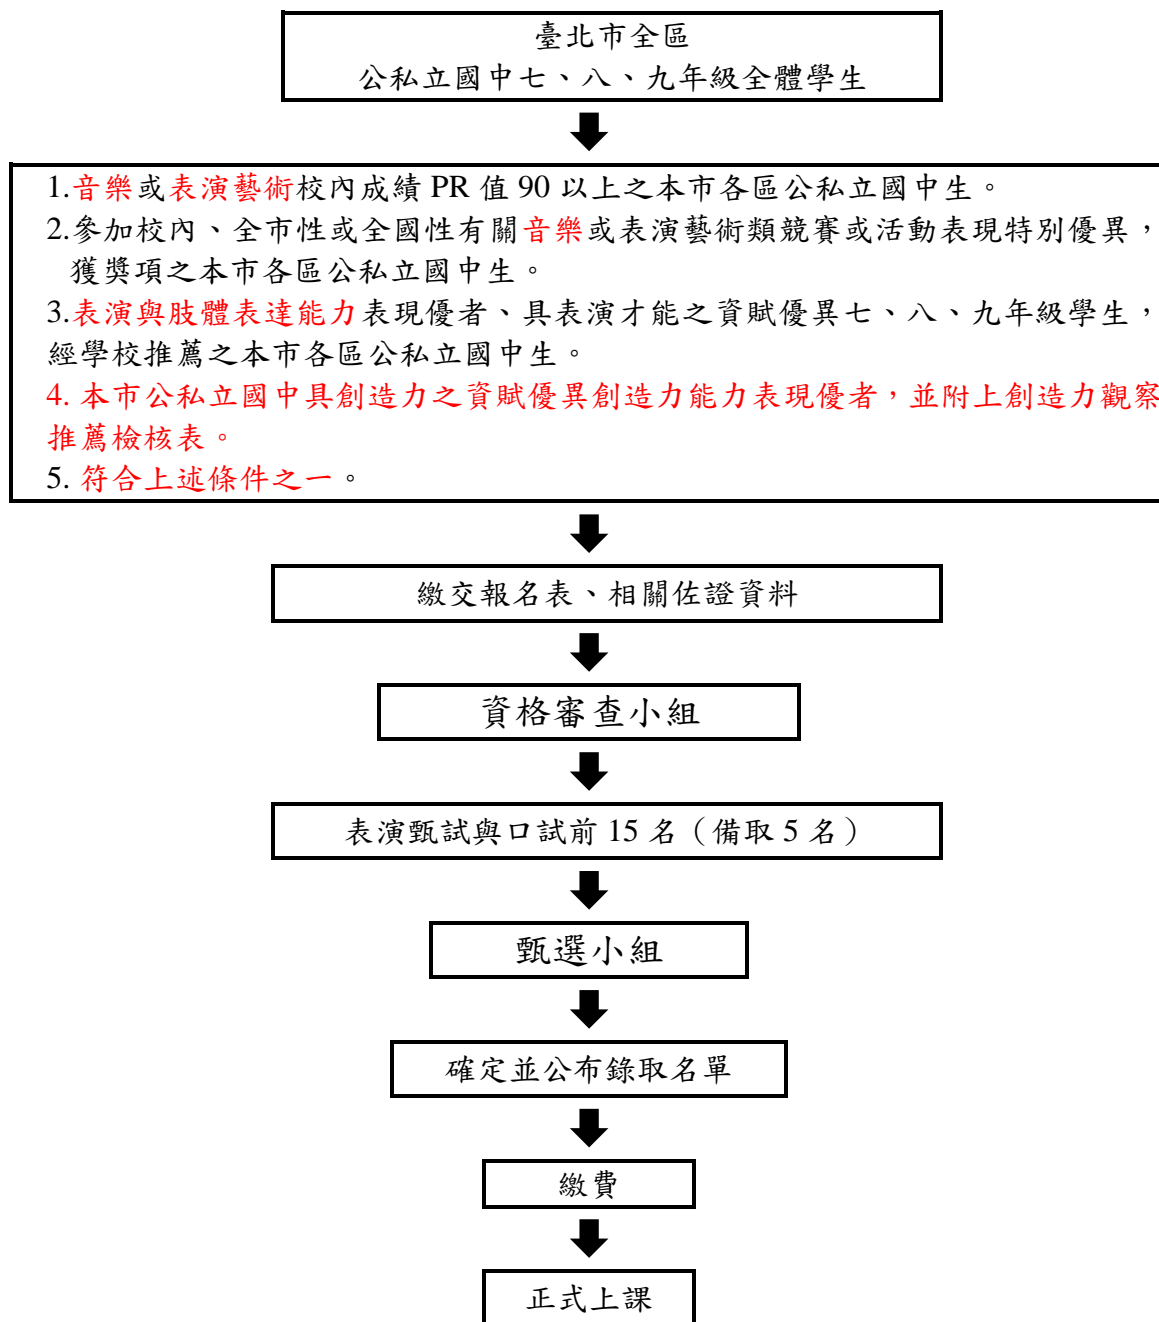 臺北市全區
公私立國中七、八、九年級全體學生
1.音樂或表演藝術校內成績 PR 值 90 以上之本市各區公私立國中生。
2.參加校內、全市性或全國性有關音樂或表演藝術類競賽或活動表現特別優異，
獲獎項之本市各區公私立國中生。
3.表演與肢體表達能力表現優者、具表演才能之資賦優異七、八、九年級學生，
經學校推薦之本市各區公私立國中生。
4. 本市公私立國中具創造力之資賦優異創造力能力表現優者，並附上創造力觀察
推薦檢核表。
5. 符合上述條件之一。
繳交報名表、相關佐證資料
資格審查小組
表演甄試與口試前 15 名（備取 5 名）
甄選小組
確定並公布錄取名單
繳費
正式上課